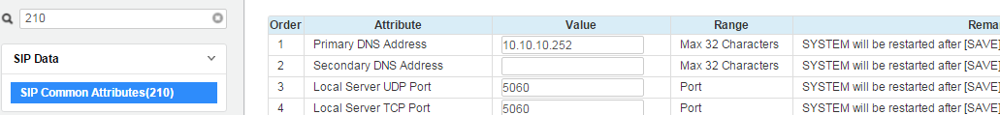 210
SIP Data
SIP Common Attributes(210)
Order Attribute Value Range Rema
1 Primary DNS Address 10.10.10.252 Max 32 Characters SYSTEM will be restarted after [SAVE]
2 Secondary DNS Address Max 32 Characters SYSTEM will be restarted after [SAVE]
3 Local Server UDP Port 5060 Port SYSTEM will be restarted after [SAVE]
4 Local Server TCP Port 5060 Port SYSTEM will be restarted after [SAVE]